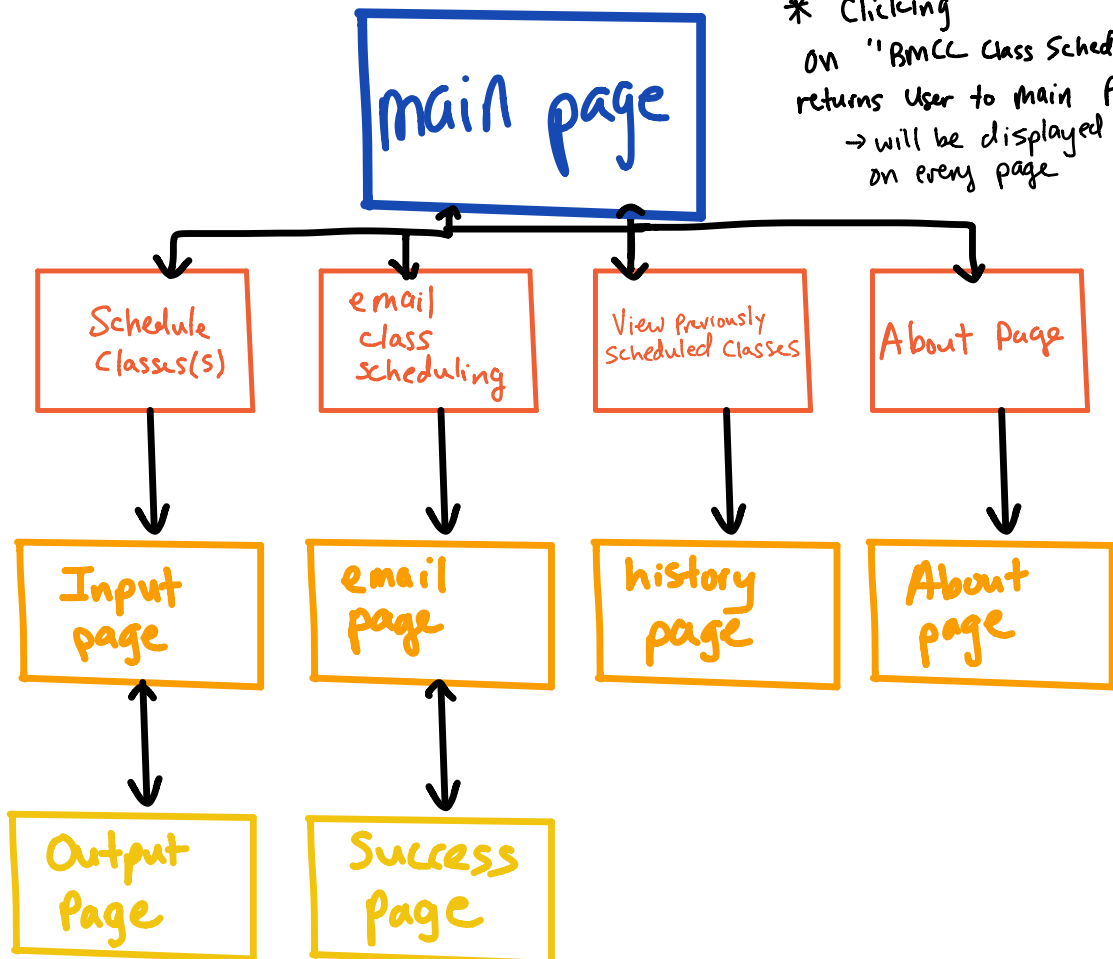 main page
* Clicking
on "BMCC Class Sched
returns user to main P
→ will be displayed
on every page
Schedule
Classes(s)
email
class
scheduling
View Previously
Scheduled Classes
About Page
Input
page
email
page
history
page
About
page
Output
Page
Success
page